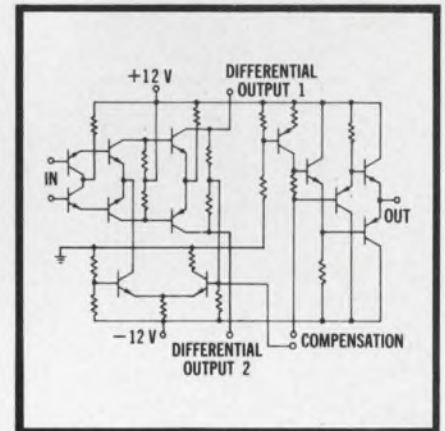 +12 V
DIFFERENTIAL
OUTPUT 1
IN
OUT
−12 V
DIFFERENTIAL
OUTPUT 2
COMPENSATION